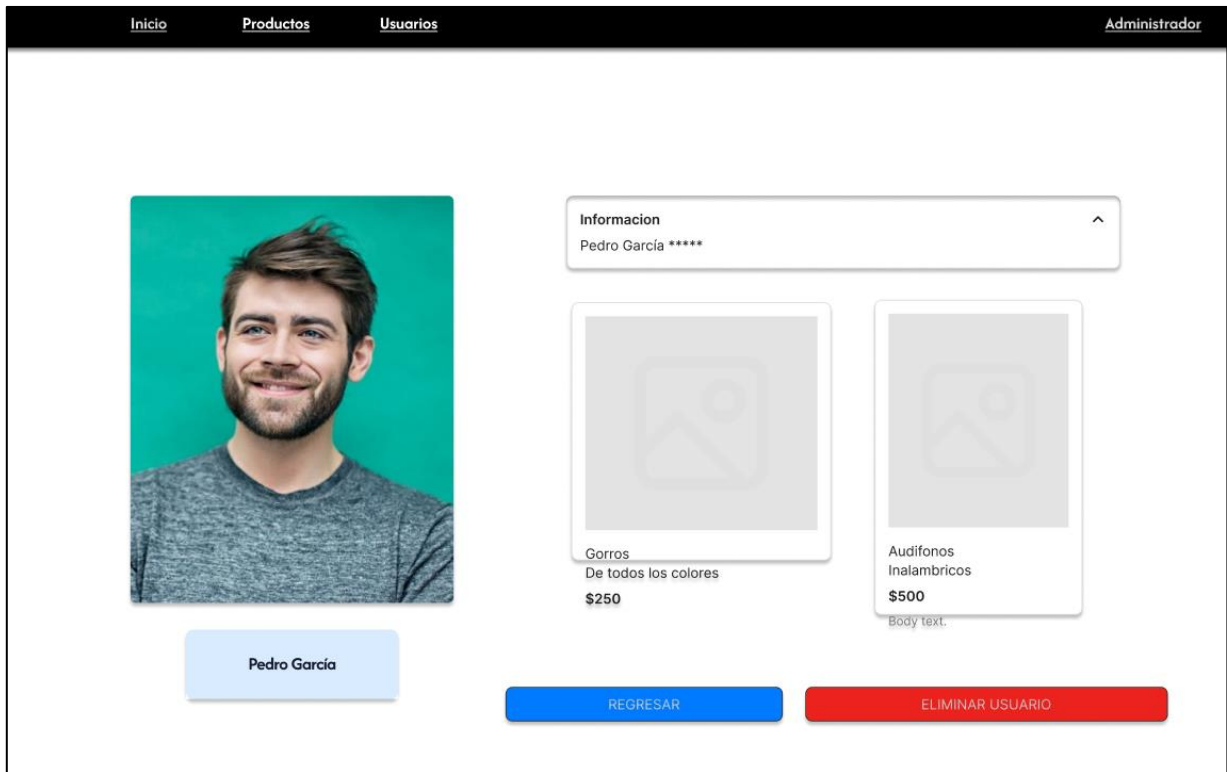 Inicio
Productos
Usuarios
Administrador
Informacion
Pedro García *****
Gorros
De todos los colores
$250
Audifonos
Inalambricos
$500
Body text.
Pedro García
REGRESAR
ELIMINAR USUARIO